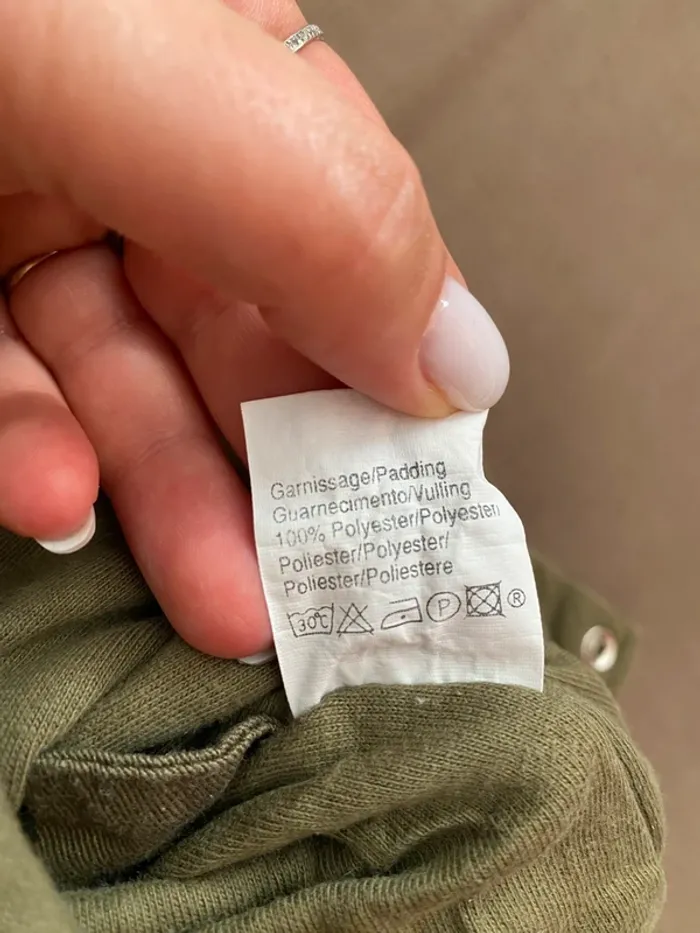 Garnissage/Padding
Guarnecimento/Vulling
100% Polyester/Polyester
Poliester/Polyester/
Poliester/Poliestere
30℃ P ®